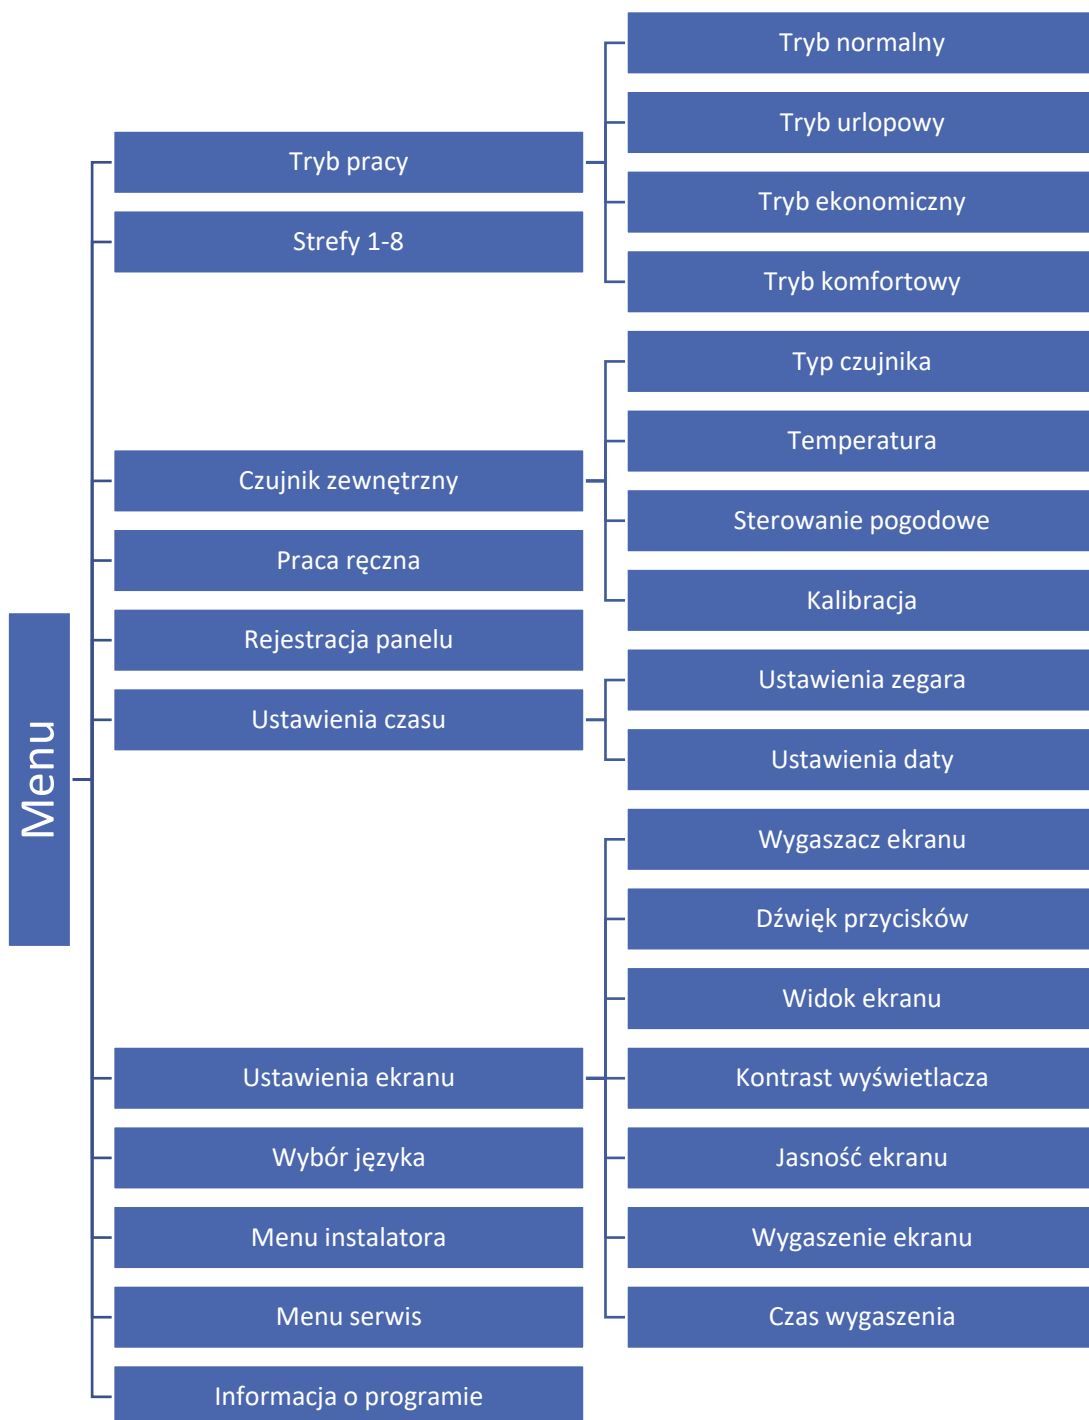 Menu
Tryb pracy
Tryb normalny
Tryb urlopowy
Tryb ekonomiczny
Tryb komfortowy
Strefy 1-8
Czujnik zewnętrzny
Typ czujnika
Temperatura
Sterowanie pogodowe
Kalibracja
Praca ręczna
Rejestracja panelu
Ustawienia czasu
Ustawienia zegara
Ustawienia daty
Ustawienia ekranu
Wygaszacz ekranu
Dźwięk przycisków
Widok ekranu
Kontrast wyświetlacza
Jasność ekranu
Wygaszenie ekranu
Czas wygaszenia
Wybór języka
Menu instalatora
Menu serwis
Informacja o programie